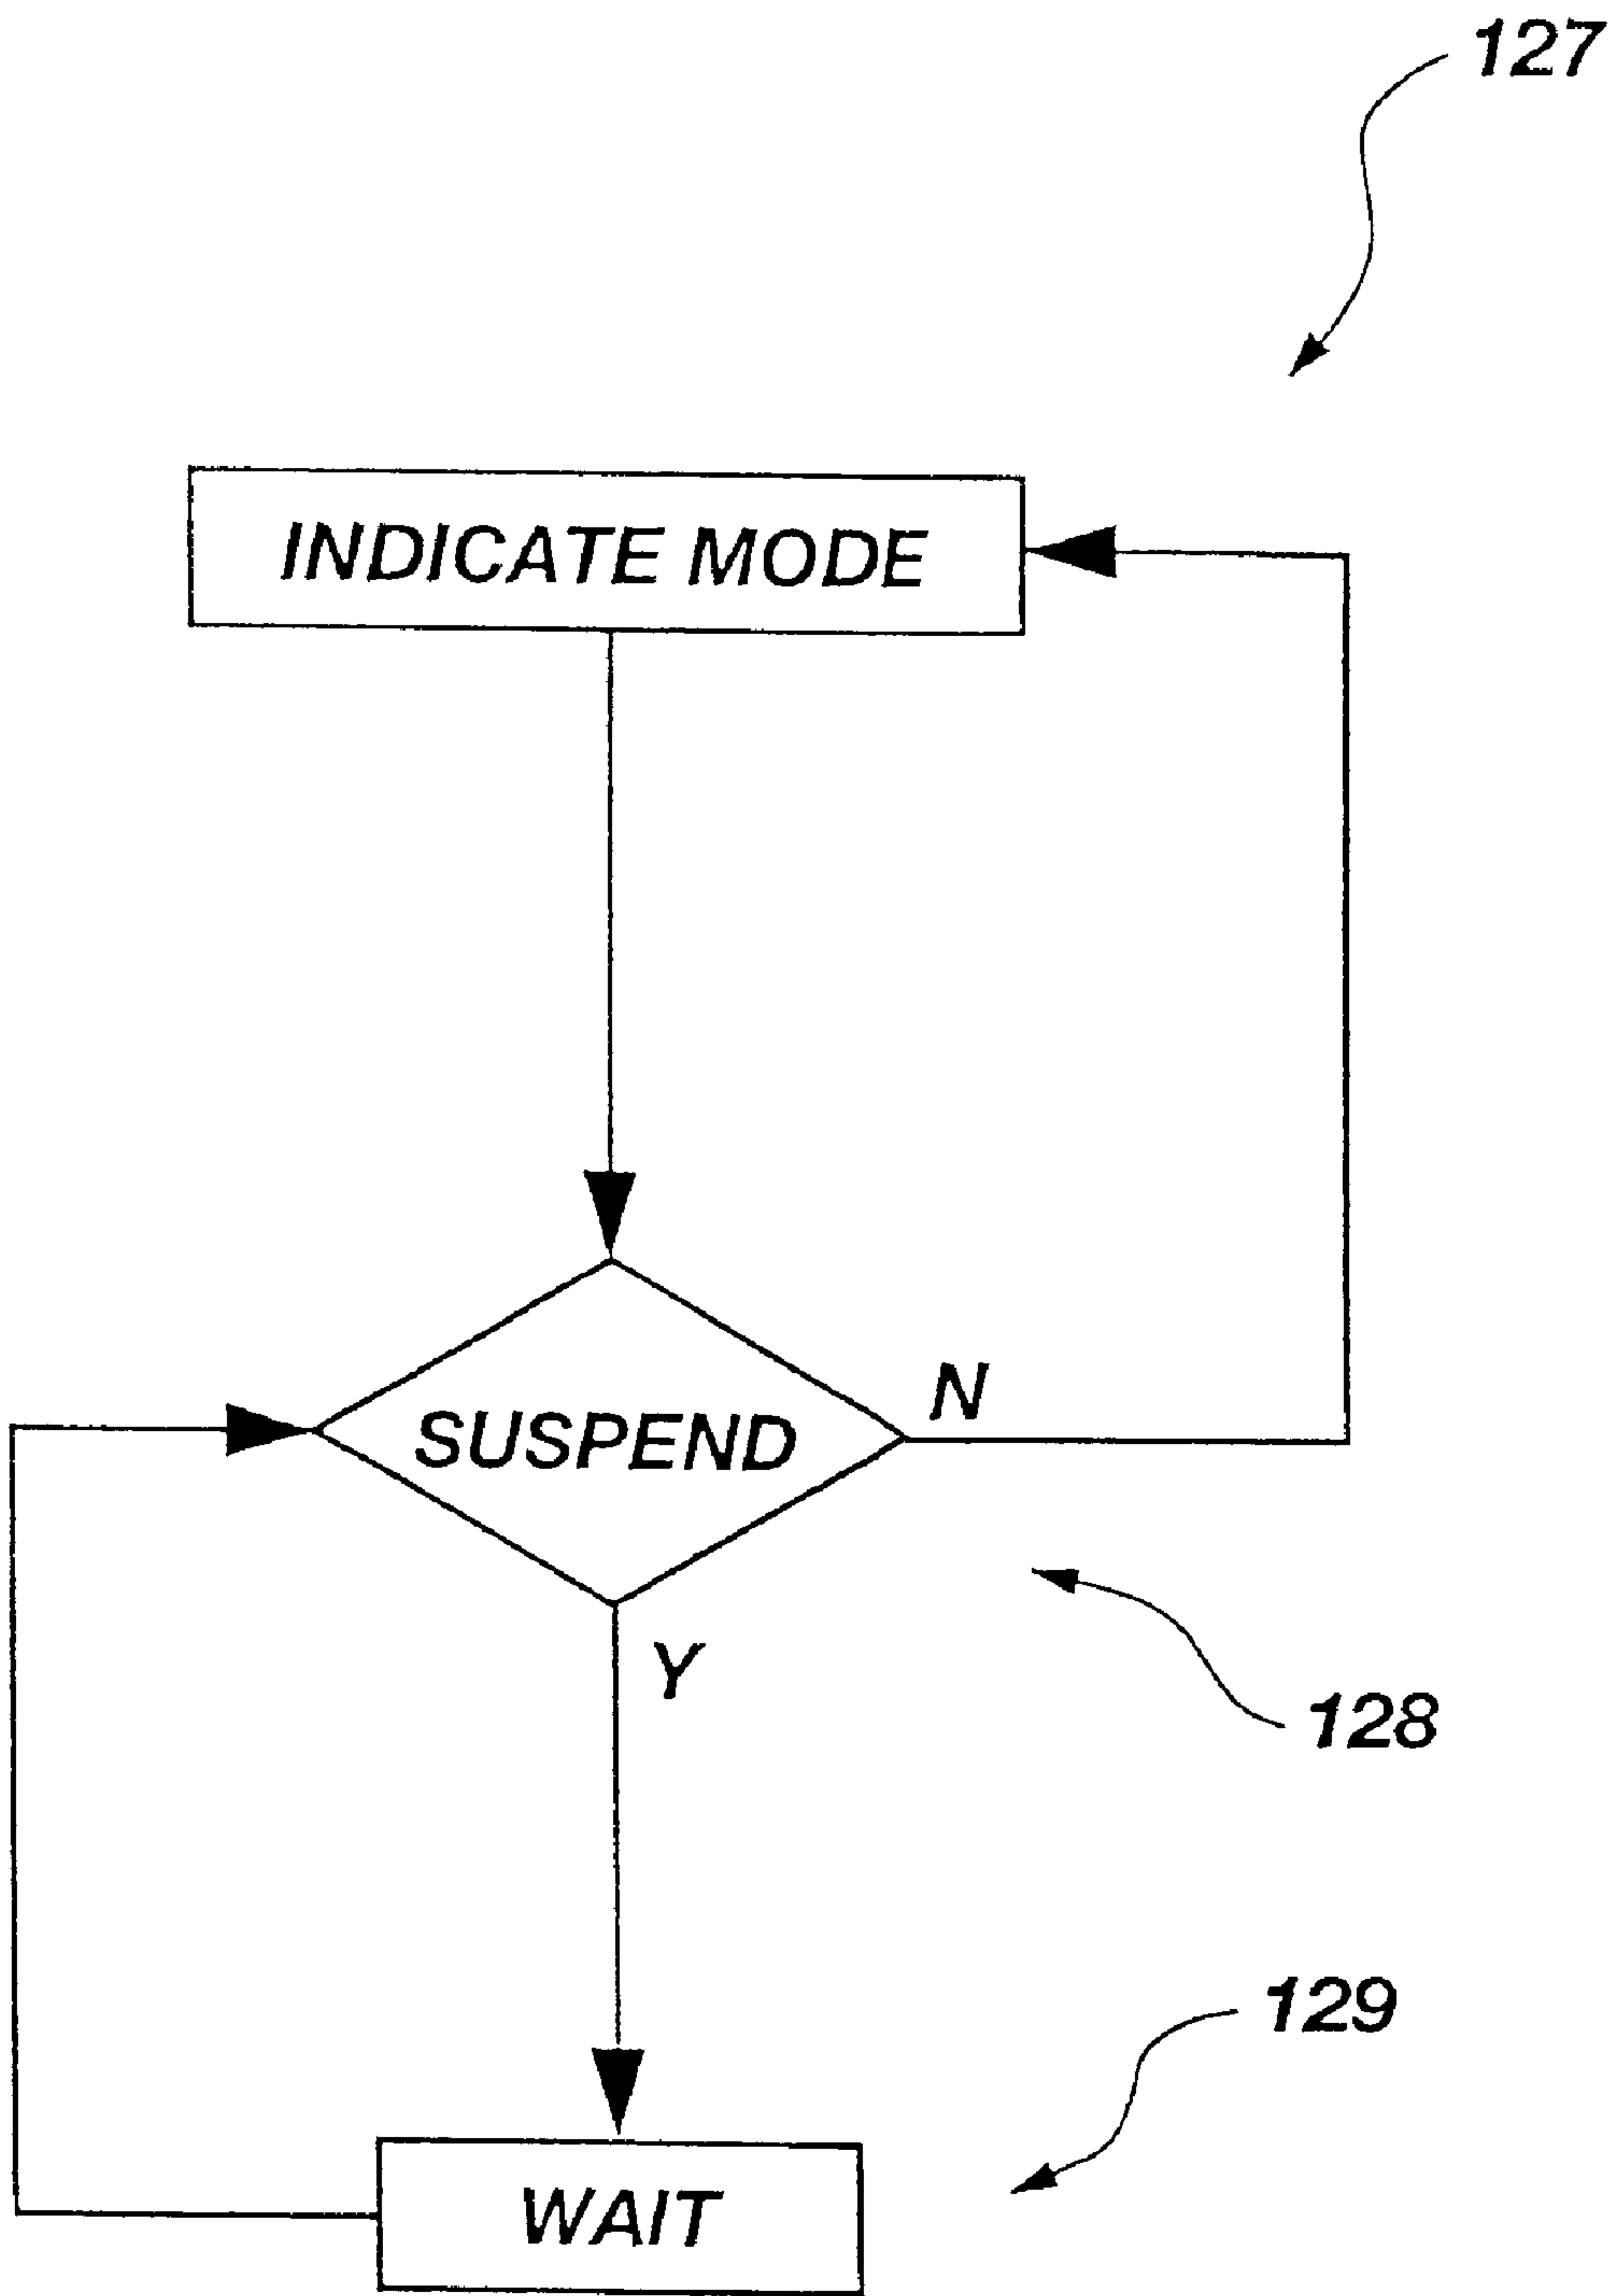 127
INDICATE MODE
N
SUSPEND
Y
128
129
WAIT